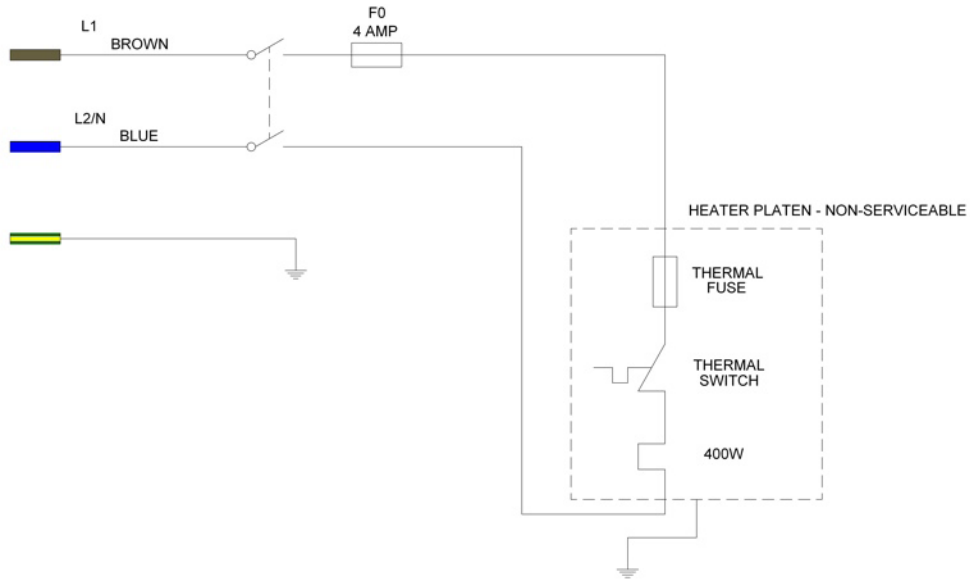 L1
BROWN
F0
4 AMP
L2/N
BLUE
HEATER PLATEN - NON-SERVICEABLE
THERMAL
FUSE
THERMAL
SWITCH
400W